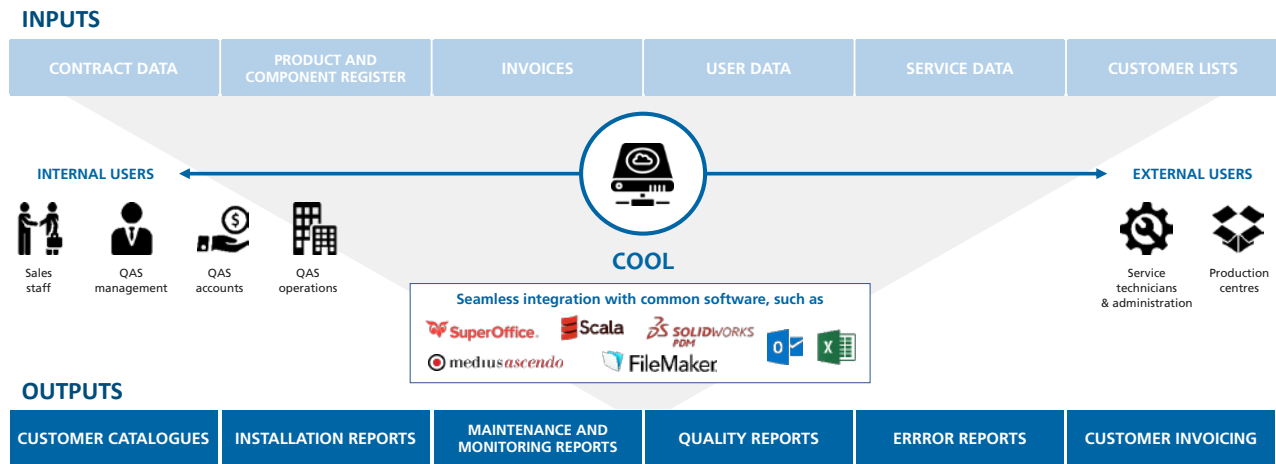 INPUTS
CONTRACT DATA
PRODUCT AND
COMPONENT REGISTER
INVOICES
USER DATA
SERVICE DATA
CUSTOMER LISTS
INTERNAL USERS
EXTERNAL USERS
Sales
staff
QAS
management
QAS
accounts
QAS
operations
Service
technicians
& administration
Production
centres
COOL
Seamless integration with common software, such as
SuperOffice.
Scala
SOLIDWORKS
PDM
mediusascendo
FileMaker
OUTPUTS
CUSTOMER CATALOGUES
INSTALLATION REPORTS
MAINTENANCE AND
MONITORING REPORTS
QUALITY REPORTS
ERRROR REPORTS
CUSTOMER INVOICING